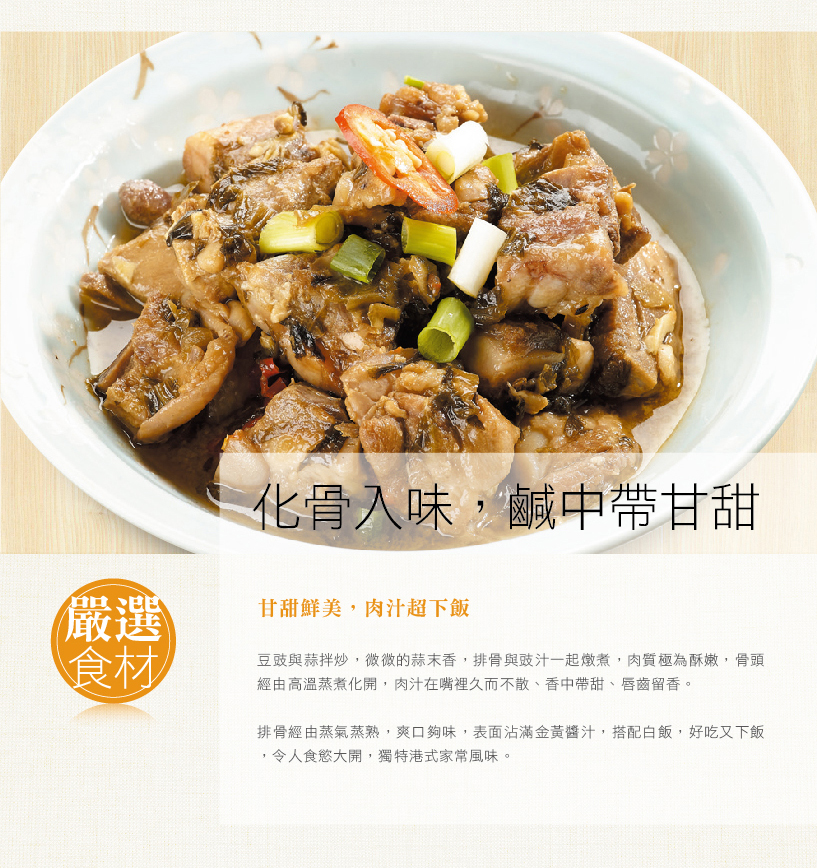 化骨入味，鹹中帶甘甜
嚴選
食材
甘甜鮮美，肉汁超下飯
豆豉與蒜拌炒，微微的蒜末香，排骨與豉汁一起燉煮，肉質極為酥嫩，骨頭
經由高溫蒸煮化開，肉汁在嘴裡久而不散、香中帶甜、唇齒留香。
排骨經由蒸氣蒸熟，爽口夠味，表面沾滿金黃醬汁，搭配白飯，好吃又下飯
，令人食慾大開，獨特港式家常風味。